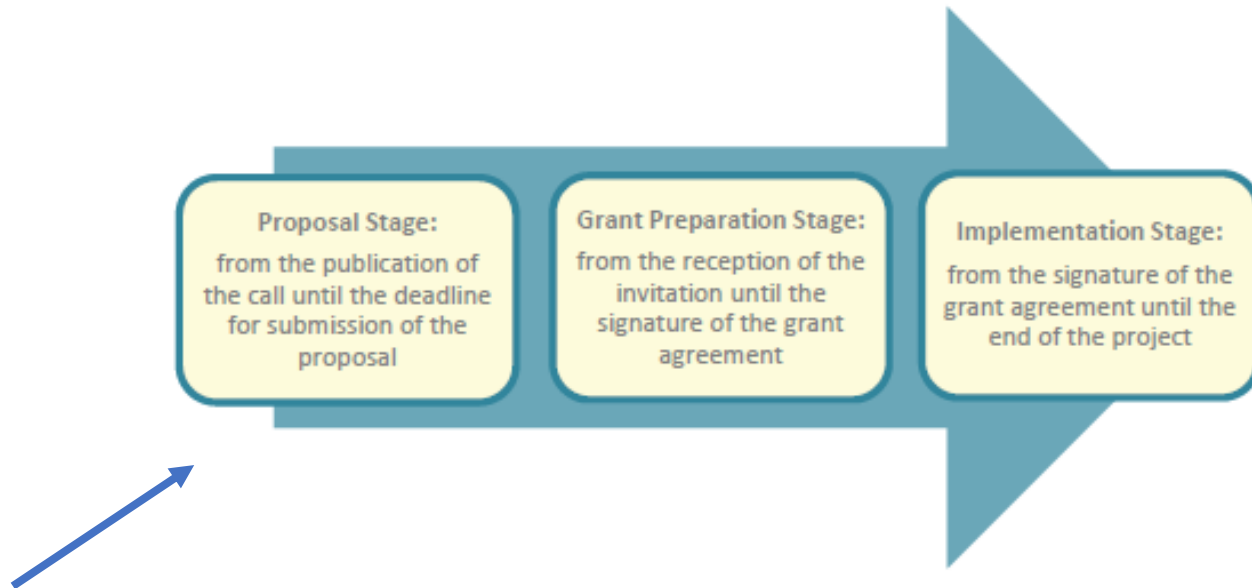 Proposal Stage:
from the publication of
the call until the deadline
for submission of the
proposal
Grant Preparation Stage:
from the reception of the
invitation until the
signature of the grant
agreement
Implementation Stage:
from the signature of the
grant agreement until the
end of the project